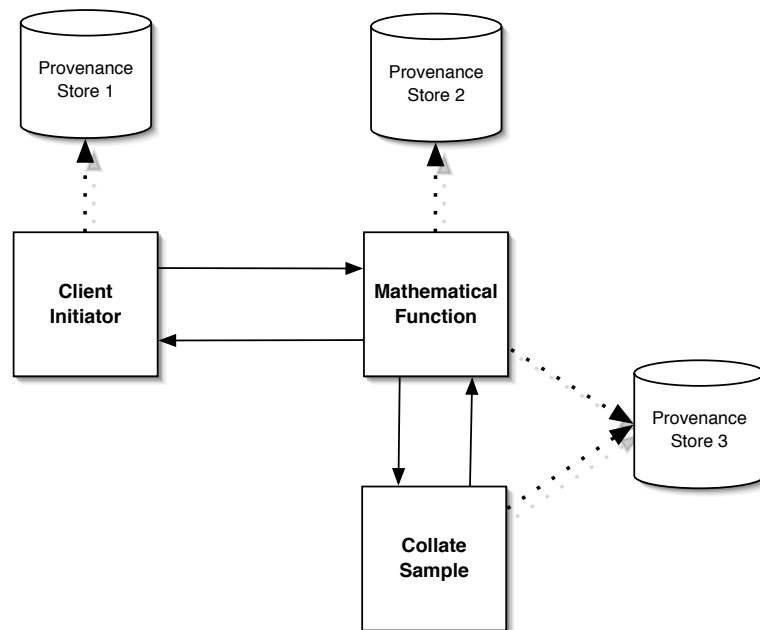 Provenance
Store 1
Provenance
Store 2
Client
Initiator
Mathematical
Function
Provenance
Store 3
Collate
Sample